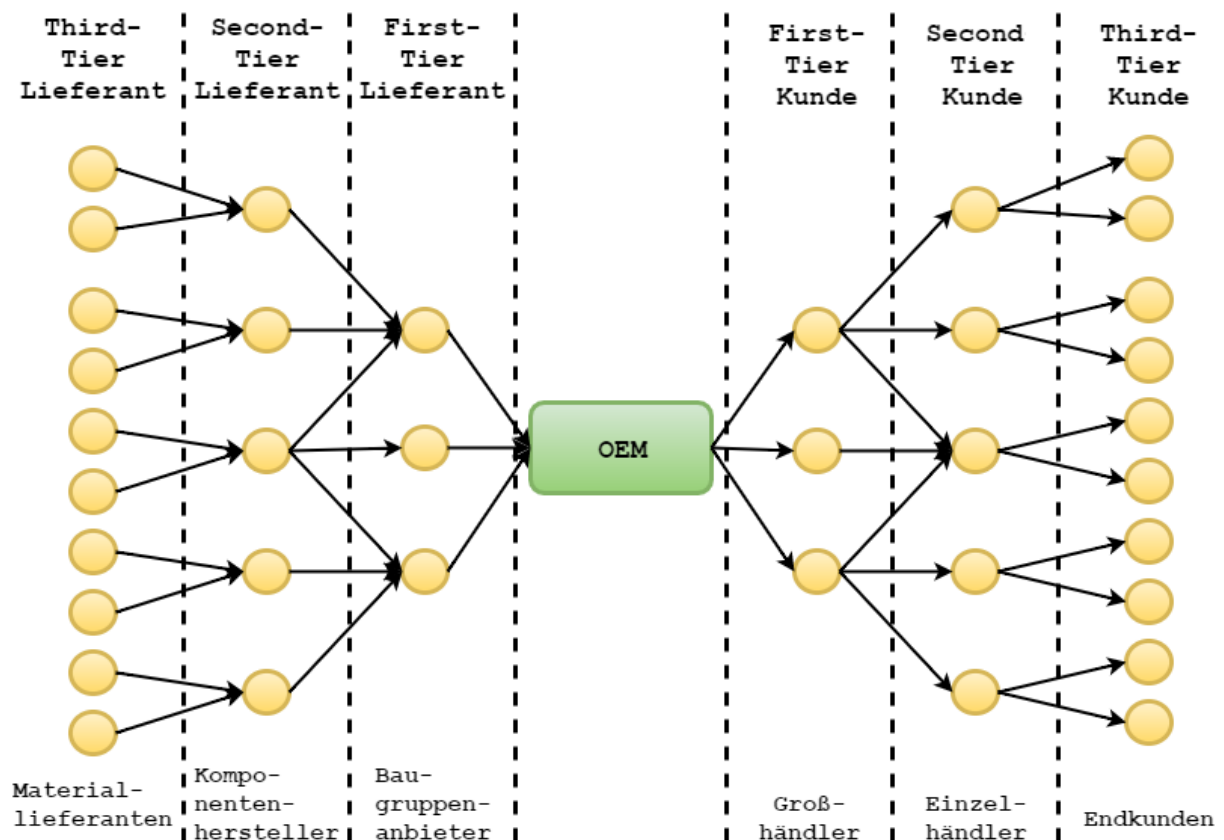 Third-
Tier
Lieferant
Second-
Tier
Lieferant
First-
Tier
Lieferant
First-
Tier
Kunde
Second
Tier
Kunde
Third-
Tier
Kunde
OEM
Material-
lieferanten
Kompo-
nenten-
hersteller
Bau-
gruppen-
anbieter
Groß-
händler
Einzel-
händler
Endkunden